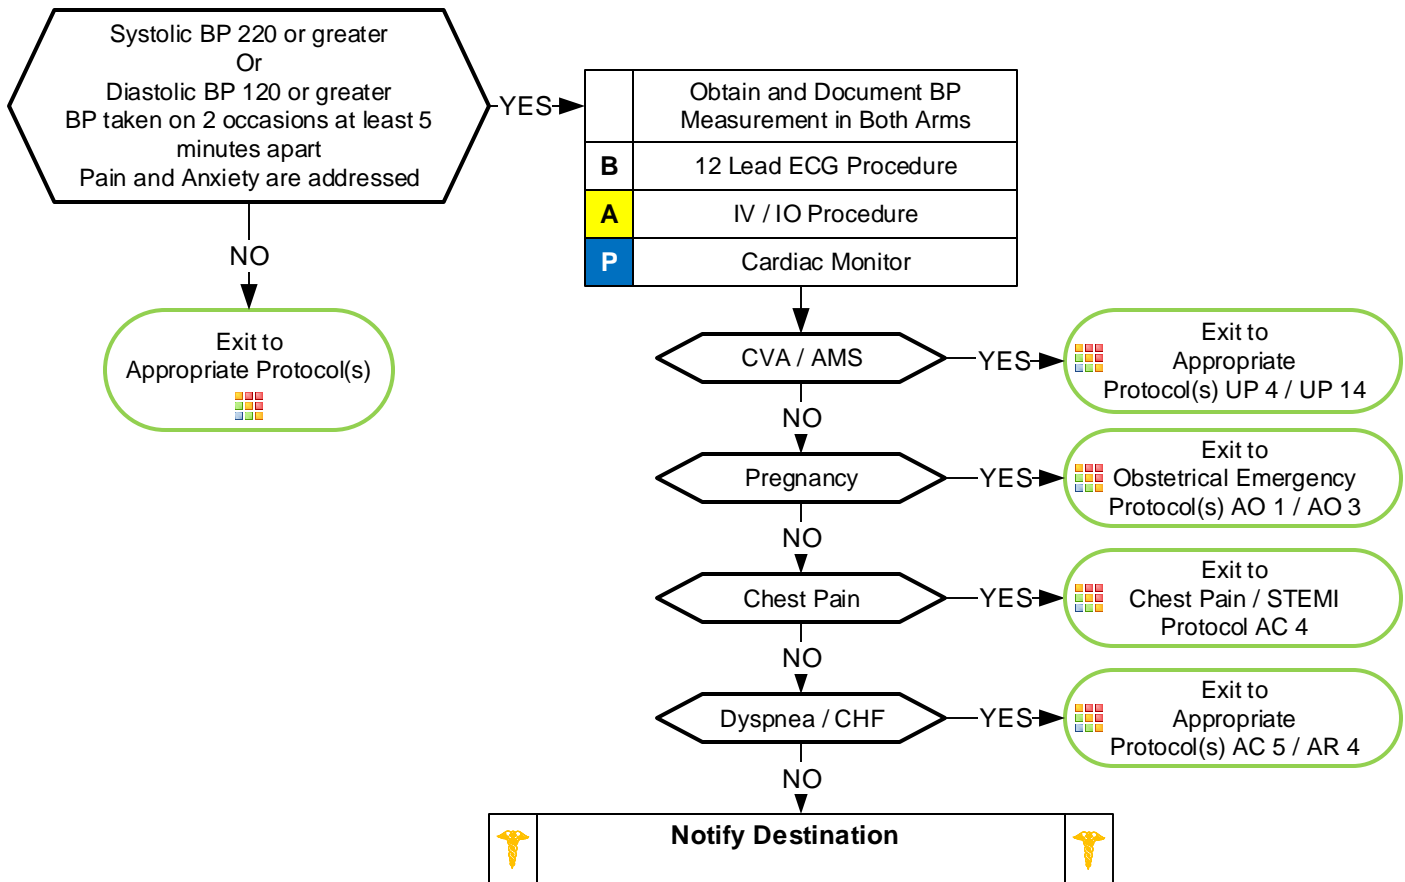 Systolic BP 220 or greater
Or
Diastolic BP 120 or greater
BP taken on 2 occasions at least 5
minutes apart
Pain and Anxiety are addressed
YES
NO
Exit to
Appropriate Protocol(s)
Obtain and Document BP
Measurement in Both Arms
B 12 Lead ECG Procedure
A IV / IO Procedure
P Cardiac Monitor
CVA / AMS
YES
Exit to
Appropriate
Protocol(s) UP 4 / UP 14
NO
Pregnancy
YES
Exit to
Obstetrical Emergency
Protocol(s) AO 1 / AO 3
NO
Chest Pain
YES
Exit to
Chest Pain / STEMI
Protocol AC 4
NO
Dyspnea / CHF
YES
Exit to
Appropriate
Protocol(s) AC 5 / AR 4
NO
Notify Destination